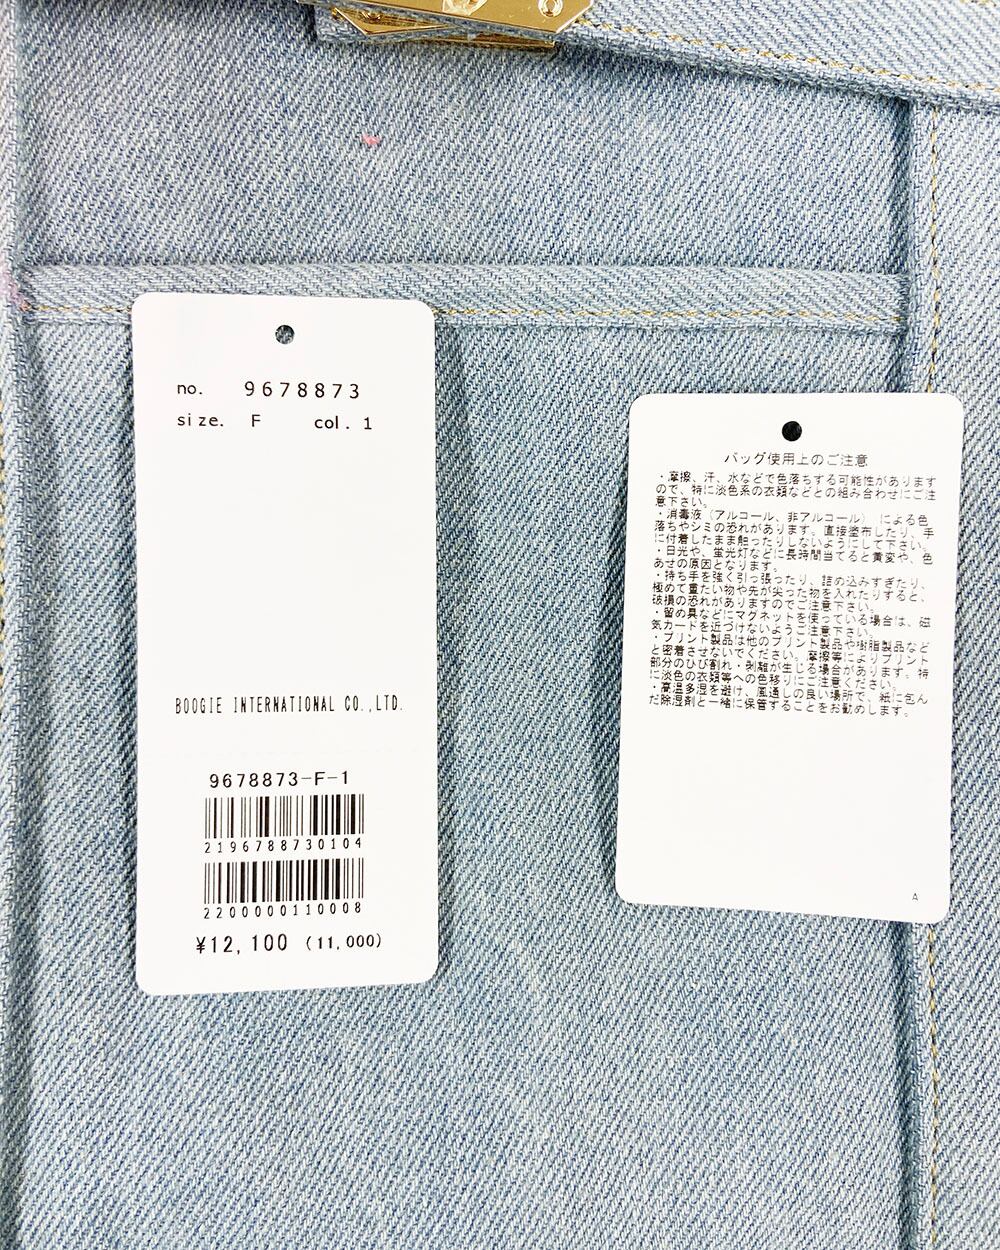 no. 9678873
size. F col. 1
BOOGIE INTERNATIONAL CO.,LTD.
9678873-F-1
2196788730104
2200000110008
¥12,100 (11,000)
バッグ使用上のご注意
・摩擦、汗、水などで色落ちする可能性があります
ので、特に淡色系の衣類などとの組み合わせにご注
意下さい。
・消毒液（アルコール、非アルコール）による色
落ちやシミの恐れがあります。直接塗布したり、手
に付着したまま触ったりしないようにして下さい。
・日光や、蛍光灯などに長時間当てると黄変や、色
あせの原因となります。
・持ち手を強く引っ張ったり、詰め込みすぎたり、
極めて重たい物や先が尖った物を入れたりすると、
破損の恐れがありますのでご注意下さい。
・留め具などにマグネットを使っている場合は、磁
気カードを近づけないようご注意下さい。
・プリント製品は他のプリント製品や樹脂製品など
と密着させないでください。摩擦等によりプリント
部分のひび割れ・剥離が生じる場合があります。特
に淡色の衣類等への色移りにご注意ください。
・高温多湿を避け、風通しの良い場所で、紙に包ん
だ除湿剤と一緒に保管することをお勧めします。
A